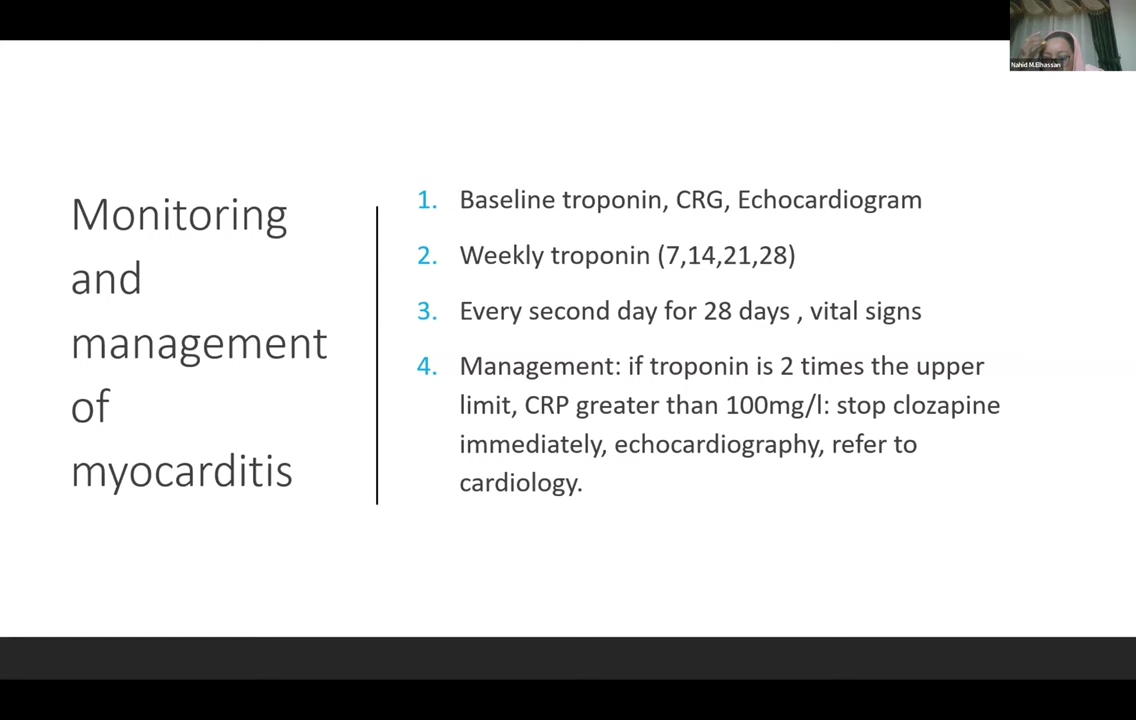 Nahid M.Elhassan
Monitoring
and
management
of
myocarditis
1. Baseline troponin, CRG, Echocardiogram
2. Weekly troponin (7,14,21,28)
3. Every second day for 28 days , vital signs
4. Management: if troponin is 2 times the upper
limit, CRP greater than 100mg/l: stop clozapine
immediately, echocardiography, refer to
cardiology.